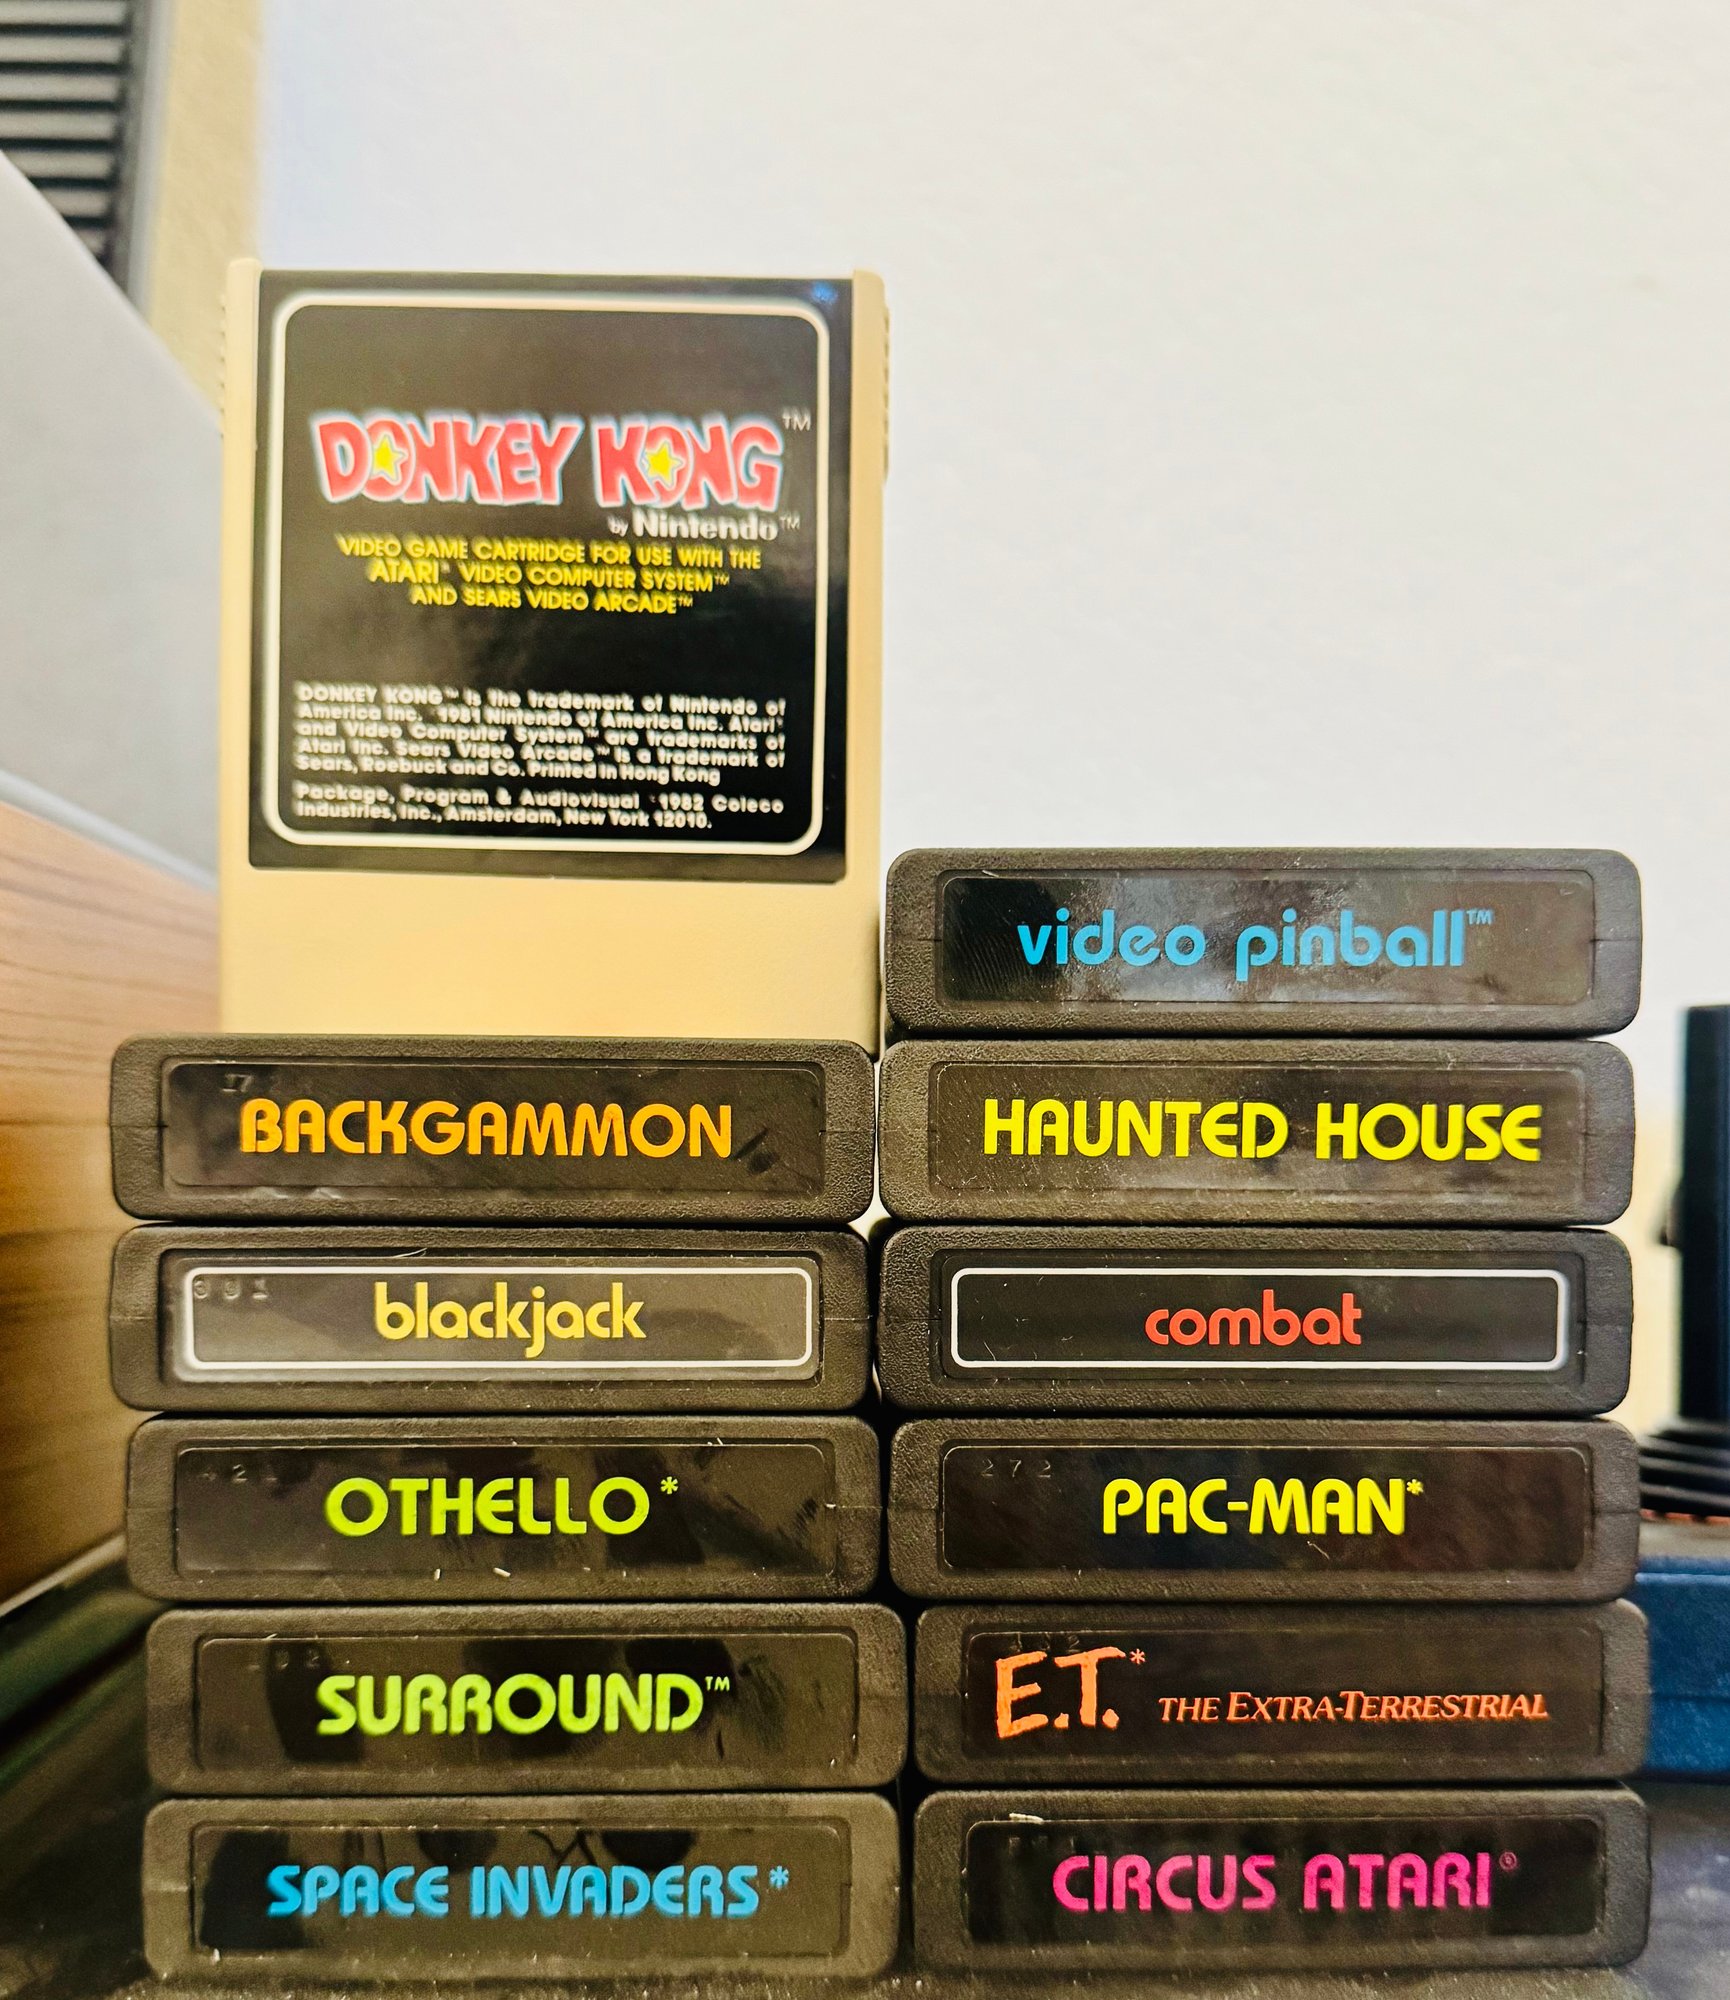 DONKEY KONG™
by Nintendo™
VIDEO GAME CARTRIDGE FOR USE WITH THE
ATARI® VIDEO COMPUTER SYSTEM™
AND SEARS VIDEO ARCADE™
DONKEY KONG™ is the trademark of Nintendo of
America Inc. 1981 Nintendo of America Inc. Atari®
and Video Computer System™ are trademarks of
Atari Inc. Sears Video Arcade™ is a trademark of
Sears, Roebuck and Co. Printed in Hong Kong
Package, Program & Audiovisual 1982 Coleco
Industries, Inc., Amsterdam, New York 12010.
BACKGAMMON
blackjack
OTHELLO*
SURROUND™
SPACE INVADERS*
video pinball™
HAUNTED HOUSE
combat
272
PAC-MAN*
E.T.* THE EXTRA-TERRESTRIAL
CIRCUS ATARI®